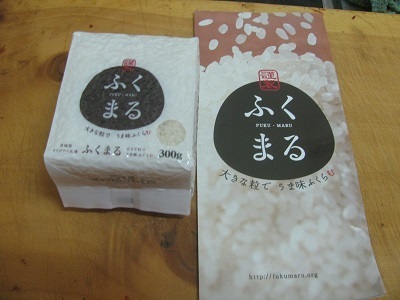 ふく
FUKU・MARU
まる
大きな粒で うま味ふくらむ
ふくまる
300g
謹製
ふく
FUKU・MARU
まる
大きな粒で うま味ふくらむ
http://fukumaru.org